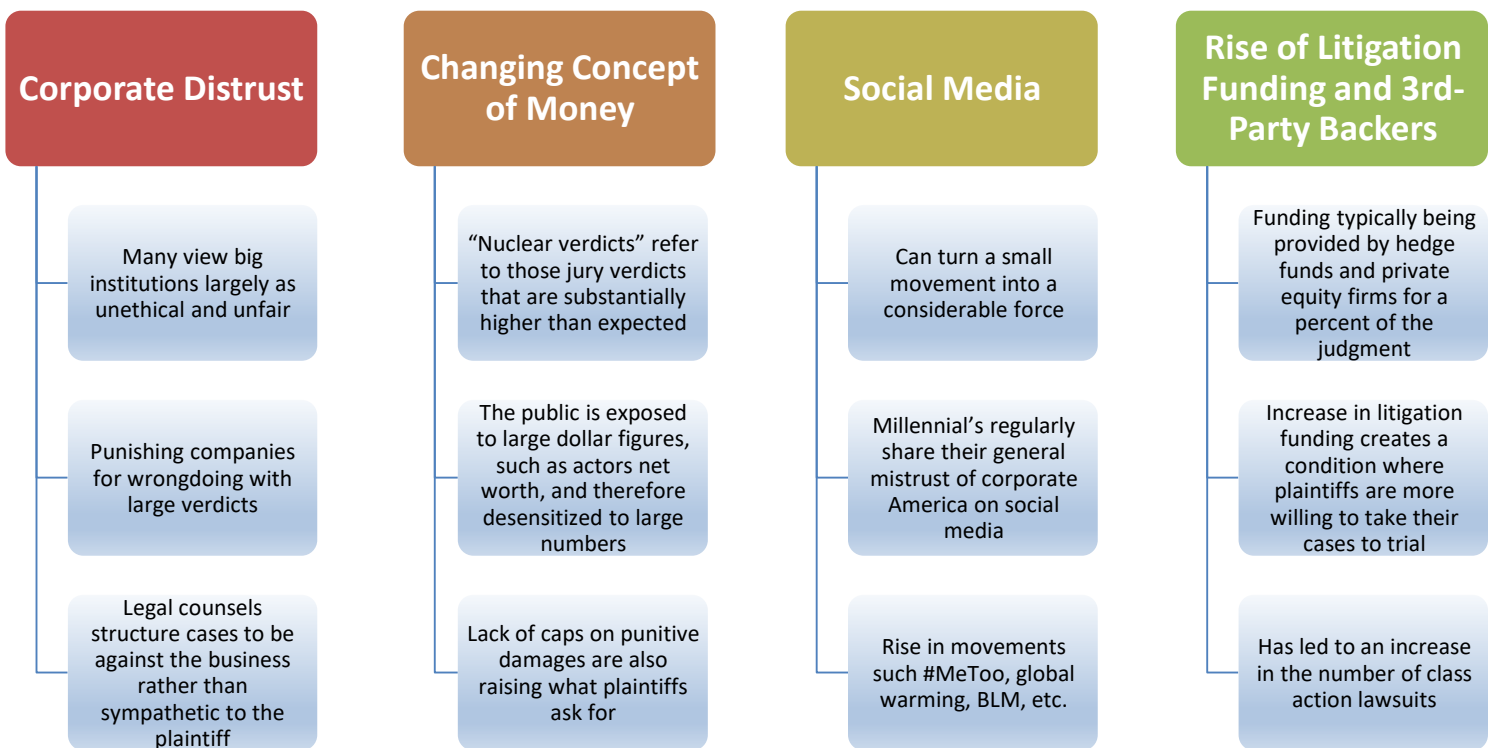 Corporate Distrust
Many view big
institutions largely as
unethical and unfair
Punishing companies
for wrongdoing with
large verdicts
Legal counsels
structure cases to be
against the business
rather than
sympathetic to the
plaintiff
Changing Concept
of Money
“Nuclear verdicts” refer
to those jury verdicts
that are substantially
higher than expected
The public is exposed
to large dollar figures,
such as actors net
worth, and therefore
desensitized to large
numbers
Lack of caps on punitive
damages are also
raising what plaintiffs
ask for
Social Media
Can turn a small
movement into a
considerable force
Millennial’s regularly
share their general
mistrust of corporate
America on social
media
Rise in movements
such #MeToo, global
warming, BLM, etc.
Rise of Litigation
Funding and 3rd-
Party Backers
Funding typically being
provided by hedge
funds and private
equity firms for a
percent of the
judgment
Increase in litigation
funding creates a
condition where
plaintiffs are more
willing to take their
cases to trial
Has led to an increase
in the number of class
action lawsuits